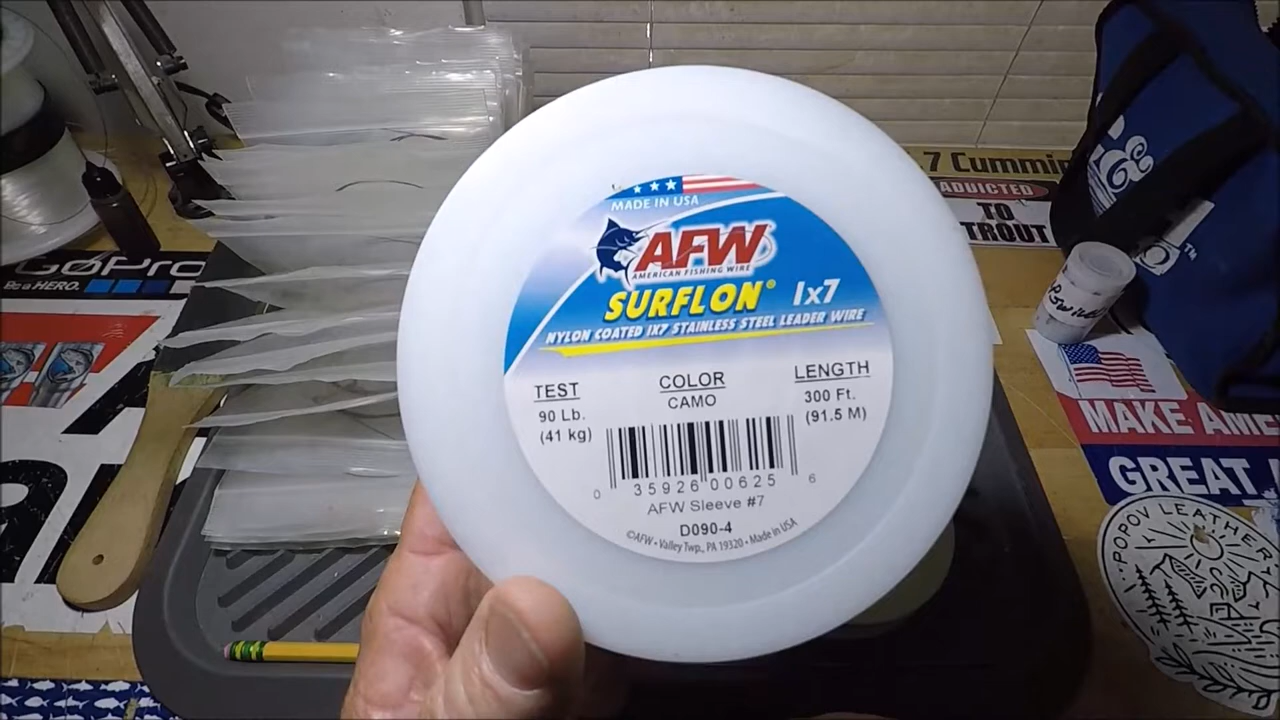 MADE IN USA
AFW
AMERICAN FISHING WIRE
SURFLON® 1x7
NYLON COATED 1X7 STAINLESS STEEL LEADER WIRE
TEST
90 Lb.
(41 kg)
COLOR
CAMO
LENGTH
300 Ft.
(91.5 M)
0 35926 00625 6
AFW Sleeve #7
D090-4
©AFW • Valley Twp., PA 19320 • Made in USA
GoPro
Be a HERO.
.7 Cummin
ADDICTED
TO
TROUT
TM
MAKE AME
GREAT
POPOV LEATHER